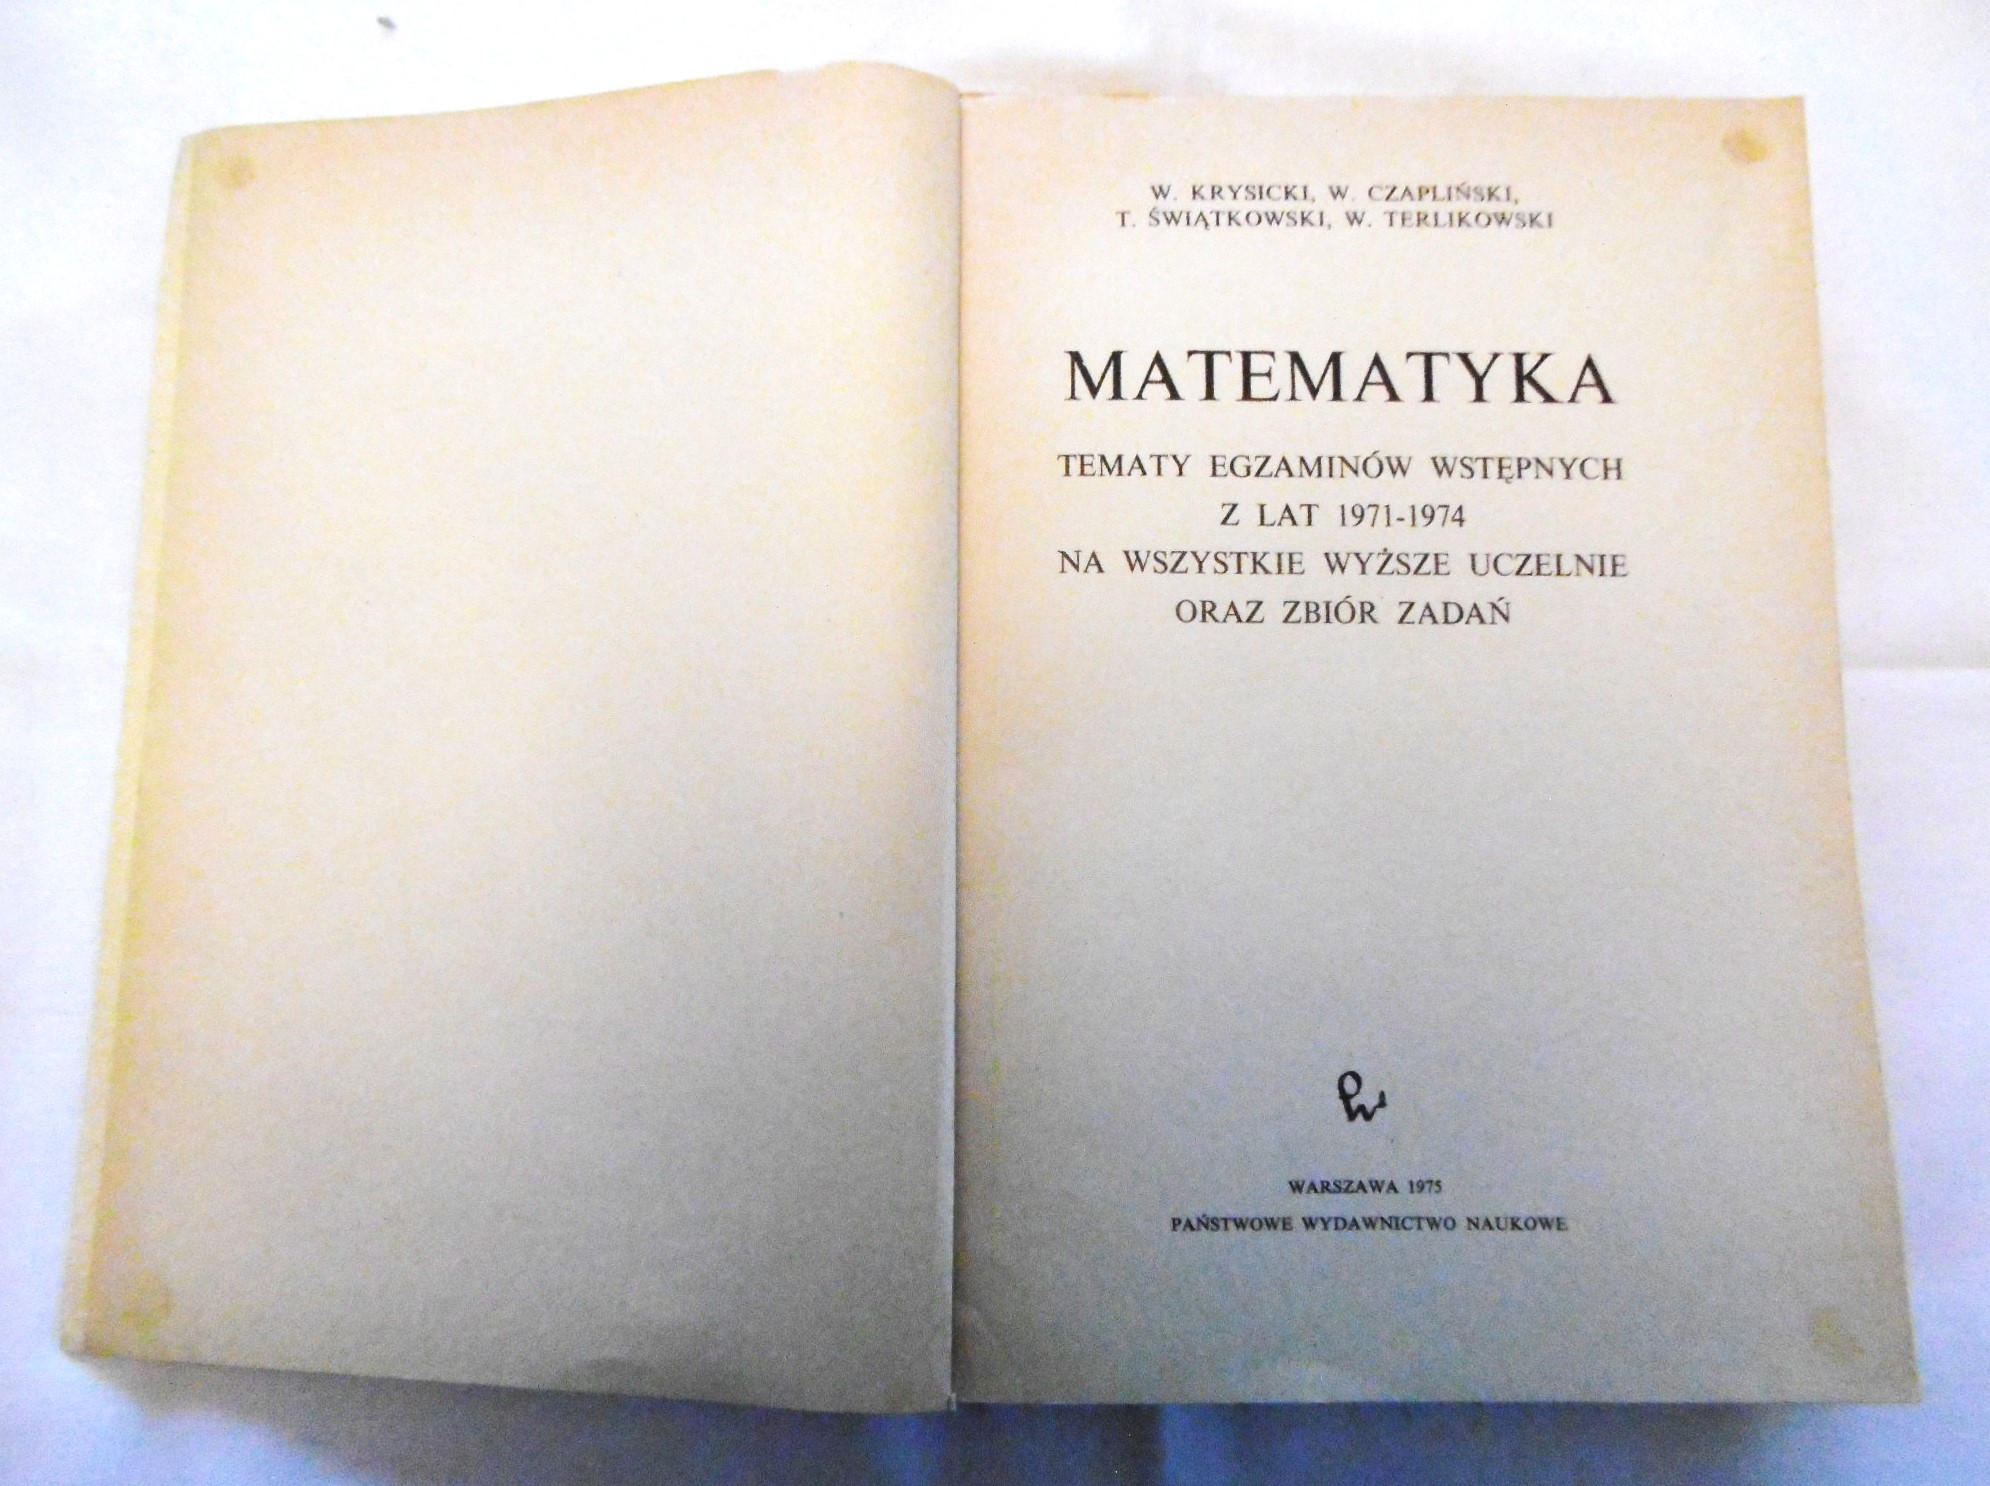 W. KRYSICKI, W. CZAPLIŃSKI,
T. ŚWIĄTKOWSKI, W. TERLIKOWSKI
MATEMATYKA
TEMATY EGZAMINÓW WSTĘPNYCH
Z LAT 1971-1974
NA WSZYSTKIE WYŻSZE UCZELNIE
ORAZ ZBIÓR ZADAŃ
WARSZAWA 1975
PAŃSTWOWE WYDAWNICTWO NAUKOWE